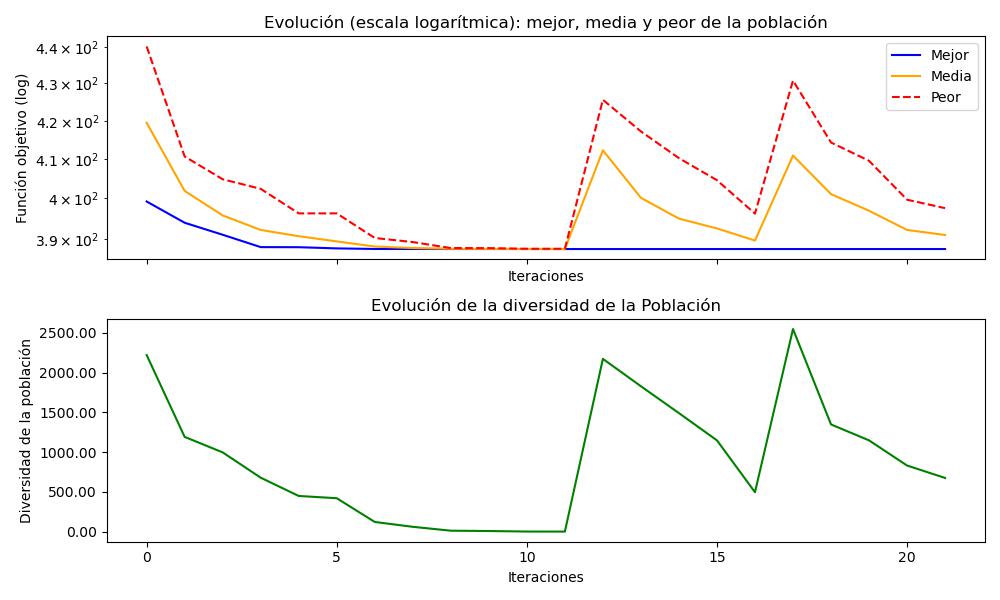 Evolución (escala logarítmica): mejor, media y peor de la población
Función objetivo (log)
4.4 × 10²
4.3 × 10²
4.2 × 10²
4.1 × 10²
4 × 10²
3.9 × 10²
Mejor
Media
Peor
Iteraciones
Evolución de la diversidad de la Población
Diversidad de la población
2500.00
2000.00
1500.00
1000.00
500.00
0.00
0 5 10 15 20
Iteraciones